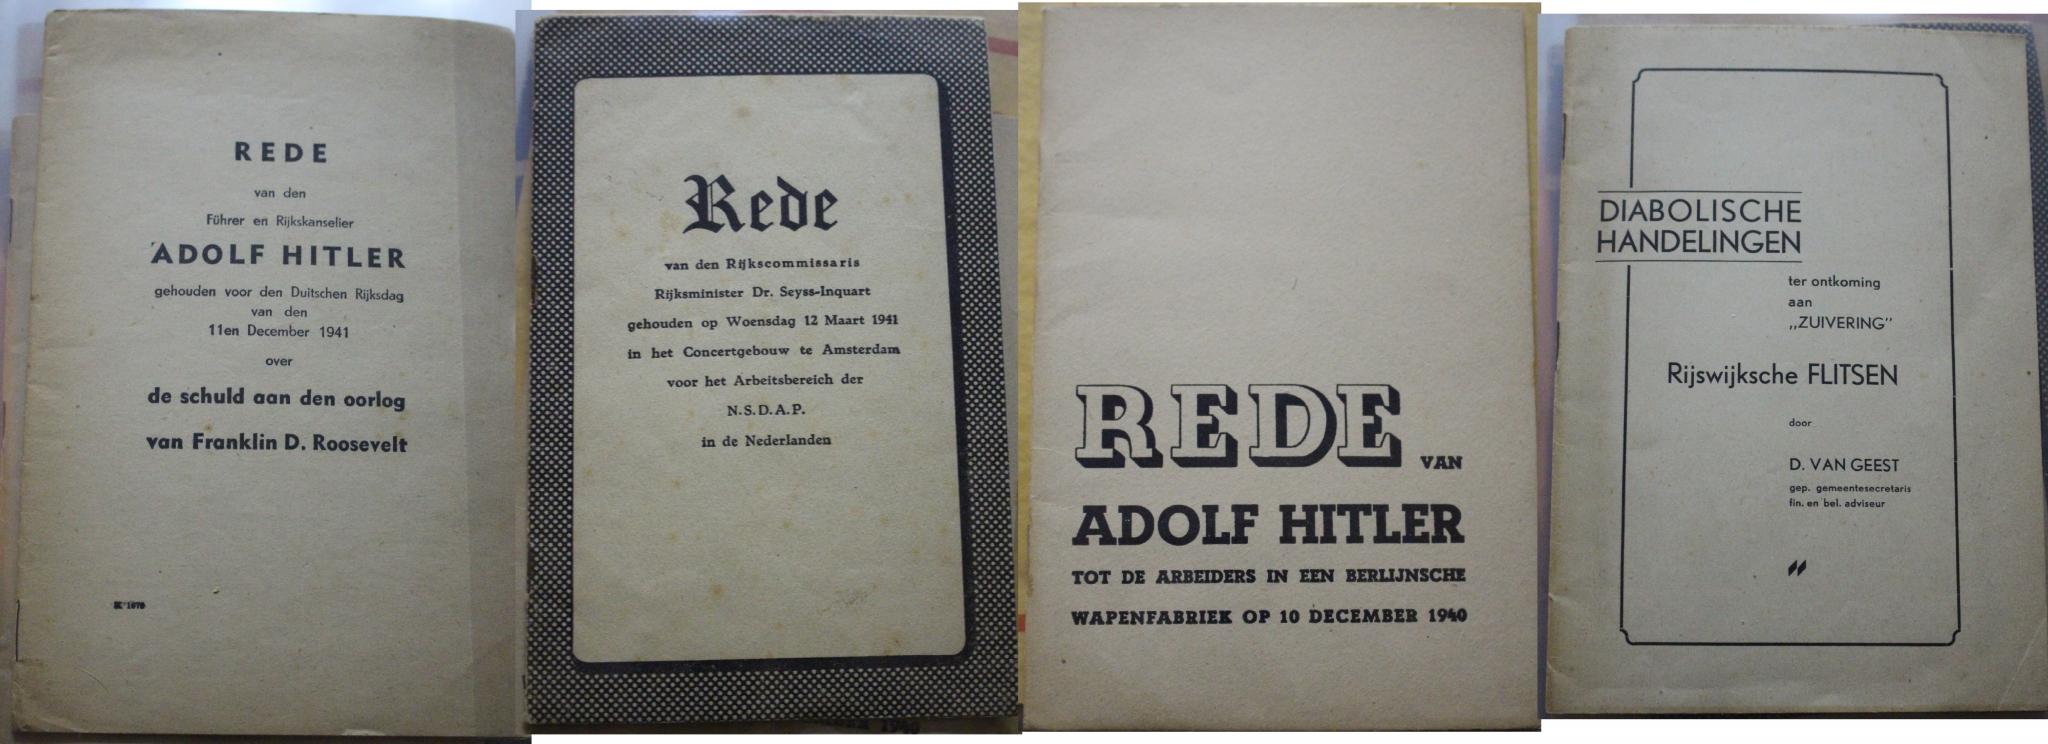 REDE
van den
Führer en Rijkskanselier
ADOLF HITLER
gehouden voor den Duitschen Rijksdag
van den
11en December 1941
over
de schuld aan den oorlog
van Franklin D. Roosevelt
Rede
van den Rijkscommissaris
Rijksminister Dr. Seyss-Inquart
gehouden op Woensdag 12 Maart 1941
in het Concertgebouw te Amsterdam
voor het Arbeitsbereich der
N.S.D.A.P.
in de Nederlanden
REDE VAN
ADOLF HITLER
TOT DE ARBEIDERS IN EEN BERLIJNSCHE
WAPENFABRIEK OP 10 DECEMBER 1940
DIABOLISCHE
HANDELINGEN
ter ontkoming
aan
„ZUIVERING"
Rijswijksche FLITSEN
door
D. VAN GEEST
gep. gemeentesecretaris
fin. en bel. adviseur